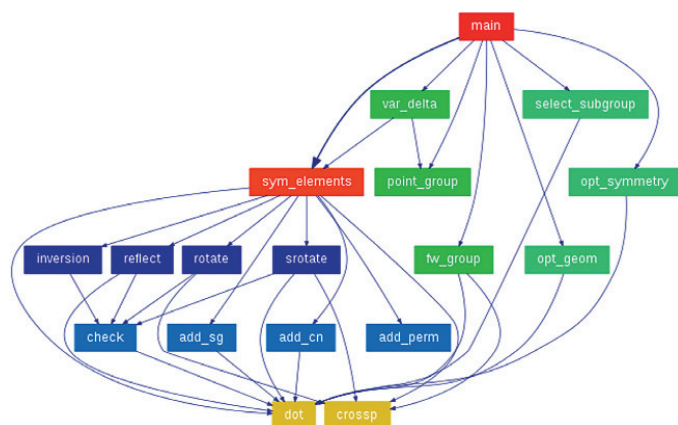 main
var_delta
select_subgroup
sym_elements
point_group
opt_symmetry
inversion
reflect
rotate
srotate
fw_group
opt_geom
check
add_sg
add_cn
add_perm
dot
crossp